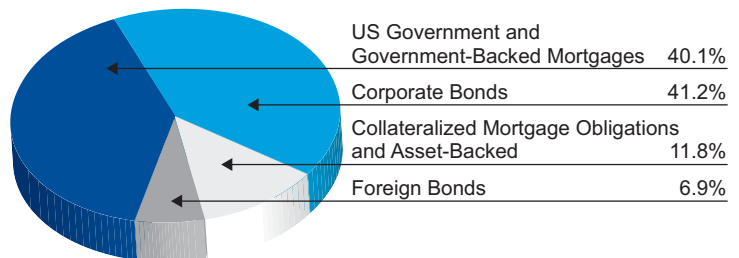 US Government and
Government-Backed Mortgages 40.1%
Corporate Bonds 41.2%
Collateralized Mortgage Obligations
and Asset-Backed 11.8%
Foreign Bonds 6.9%